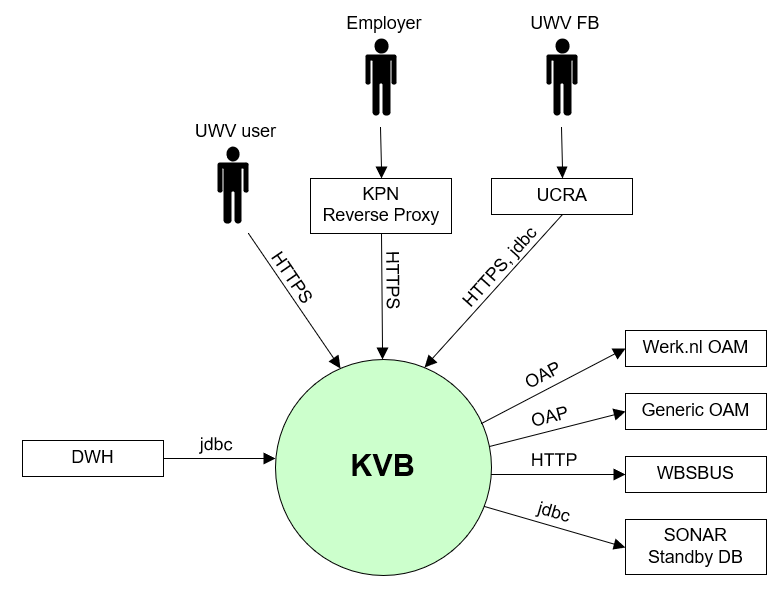 Employer
UWV FB
UWV user
KPN
Reverse Proxy
UCRA
HTTPS
HTTPS
HTTPS, jdbc
Werk.nl OAM
OAP
Generic OAM
OAP
DWH
jdbc
KVB
HTTP
WBSBUS
jdbc
SONAR
Standby DB